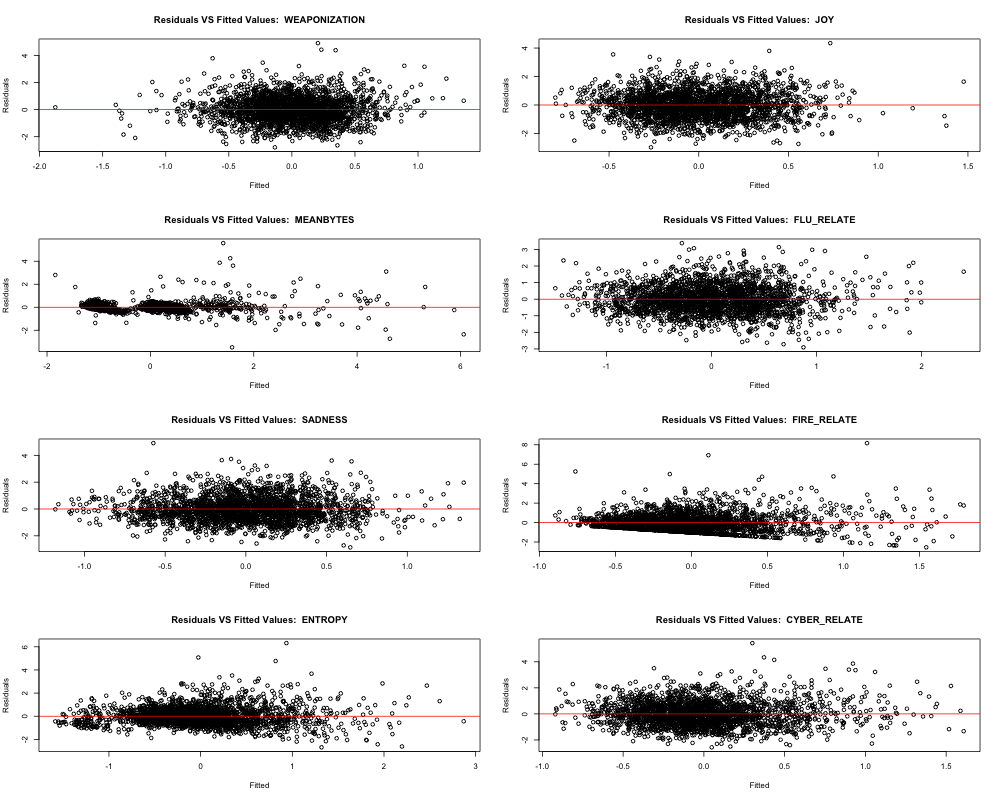 Residuals VS Fitted Values: WEAPONIZATION
Residuals
-2 0 2 4
-2.0 -1.5 -1.0 -0.5 0.0 0.5 1.0
Fitted
Residuals VS Fitted Values: JOY
Residuals
-2 0 2 4
-0.5 0.0 0.5 1.0 1.5
Fitted
Residuals VS Fitted Values: MEANBYTES
Residuals
-2 0 2 4
-2 0 2 4 6
Fitted
Residuals VS Fitted Values: FLU_RELATE
Residuals
-3 -2 -1 0 1 2 3
-1 0 1 2
Fitted
Residuals VS Fitted Values: SADNESS
Residuals
-2 0 2 4
-1.0 -0.5 0.0 0.5 1.0
Fitted
Residuals VS Fitted Values: FIRE_RELATE
Residuals
-2 0 2 4 6 8
-1.0 -0.5 0.0 0.5 1.0 1.5
Fitted
Residuals VS Fitted Values: ENTROPY
Residuals
-2 0 2 4 6
-1 0 1 2 3
Fitted
Residuals VS Fitted Values: CYBER_RELATE
Residuals
-2 0 2 4
-1.0 -0.5 0.0 0.5 1.0 1.5
Fitted